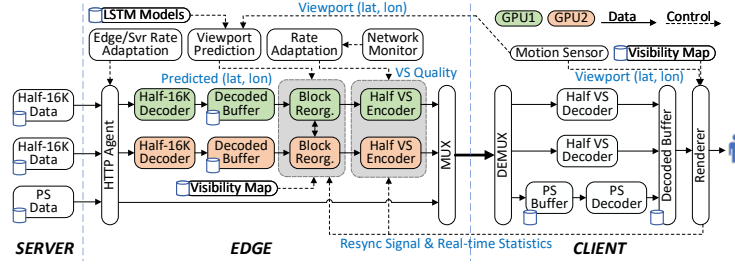 LSTM Models
Viewport (lat, lon)
GPU1
GPU2
Data
Control
Edge/Svr Rate
Adaptation
Viewport
Prediction
Rate
Adaptation
Network
Monitor
Motion Sensor
Visibility Map
Predicted (lat, lon)
VS Quality
Viewport (lat, lon)
Half-16K
Data
HTTP Agent
Half-16K
Decoder
Decoded
Buffer
Block
Reorg.
Half VS
Encoder
MUX
DEMUX
Half VS
Decoder
Decoded Buffer
Renderer
Half-16K
Data
Half-16K
Decoder
Decoded
Buffer
Block
Reorg.
Half VS
Encoder
Half VS
Decoder
Visibility Map
PS
Data
PS
Buffer
PS
Decoder
SERVER
EDGE
Resync Signal & Real-time Statistics
CLIENT